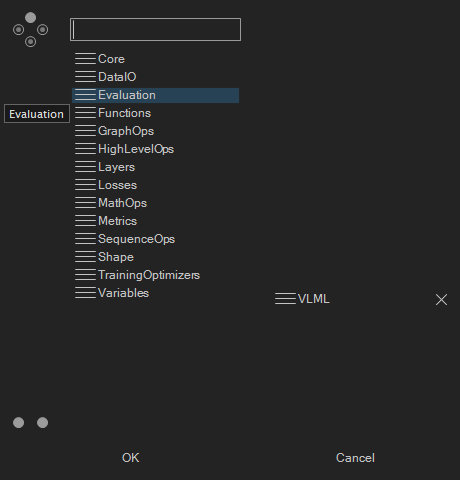 Core
DataIO
Evaluation
Evaluation
Functions
GraphOps
HighLevelOps
Layers
Losses
MathOps
Metrics
SequenceOps
Shape
TrainingOptimizers
Variables
VLML
OK
Cancel